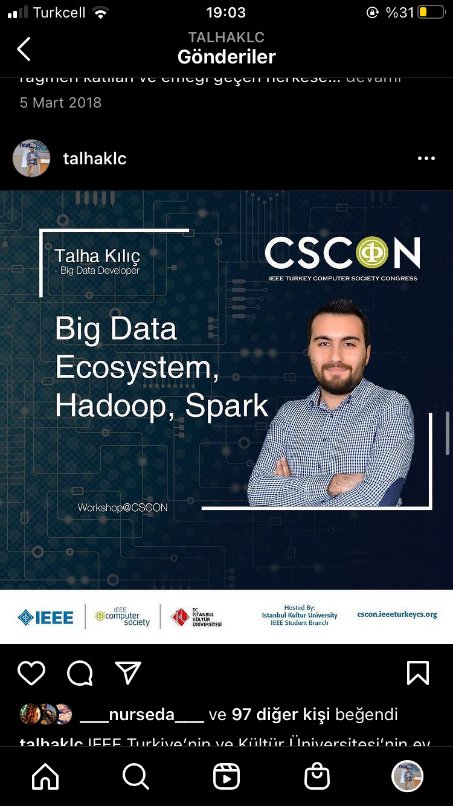 Turkcell 19:03 %31
TALHAKLC
Gönderiler
rağmen katılan ve emeği geçen herkese... devamı
5 Mart 2018
talhaklc
Talha Kılıç
Big Data Developer
CSCON
IEEE TURKEY COMPUTER SOCIETY CONGRESS
Big Data
Ecosystem,
Hadoop, Spark
Workshop@CSCON
IEEE
IEEE
computer
society
TC
İSTANBUL
KÜLTÜR
ÜNİVERSİTESİ
Hosted By:
Istanbul Kultur University
IEEE Student Branch
cscon.ieeeturkeycs.org
____nurseda____ ve 97 diğer kişi beğendi
talhaklc IEEE Turkiye'nin ve Kültür Üniversitesi'nin ev